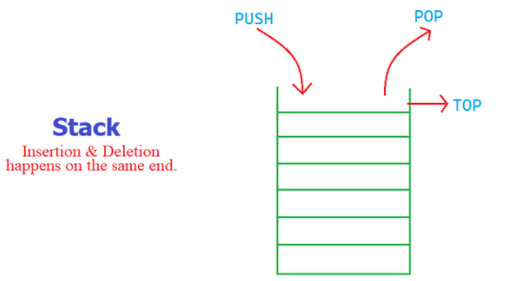 PUSH
POP
TOP
Stack
Insertion & Deletion
happens on the same end.